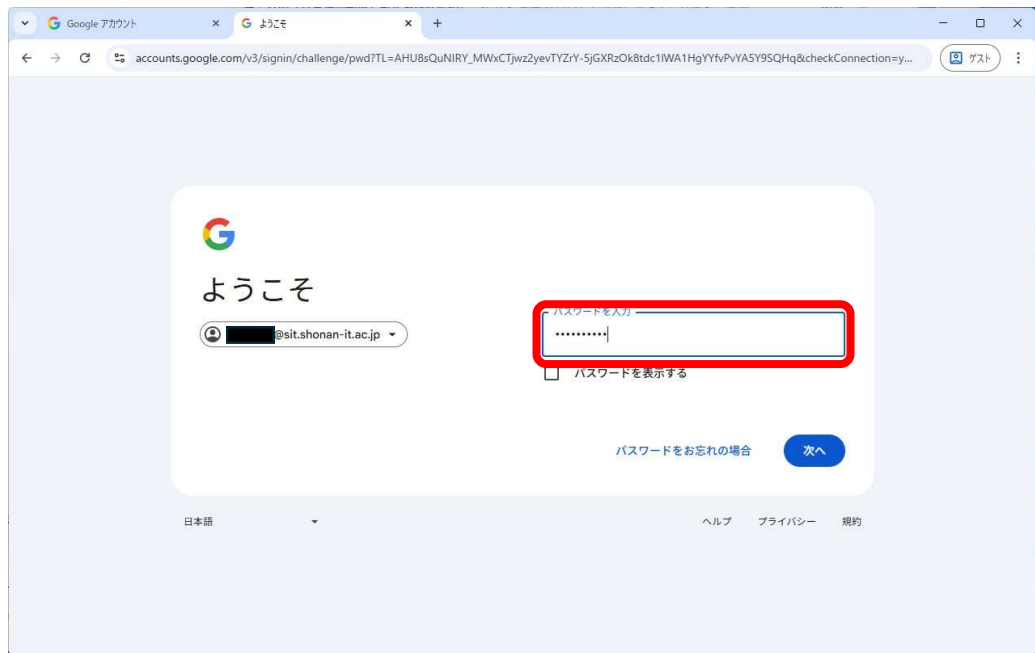 Google アカウント
ようこそ
accounts.google.com/v3/signin/challenge/pwd?TL=AHU8sQuNIRY_MWxCTjwz2yevTYZrY-5jGXRzOk8tdc1lWA1HgYYfvPvYA5Y9SQHq&checkConnection=y...
ゲスト
ようこそ
@sit.shonan-it.ac.jp
パスワードを入力
••••••••••
パスワードを表示する
パスワードをお忘れの場合
次へ
日本語
ヘルプ プライバシー 規約